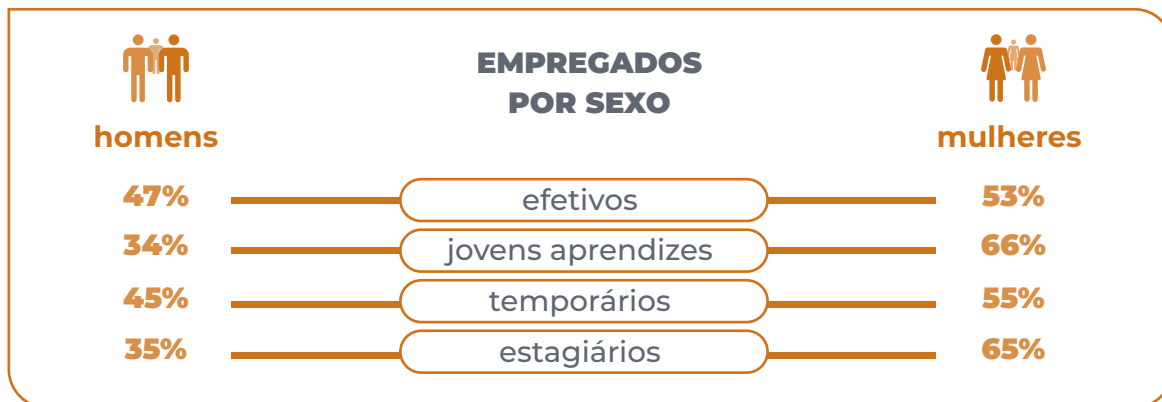 EMPREGADOS
POR SEXO
homens
mulheres
47% efetivos 53%
34% jovens aprendizes 66%
45% temporários 55%
35% estagiários 65%